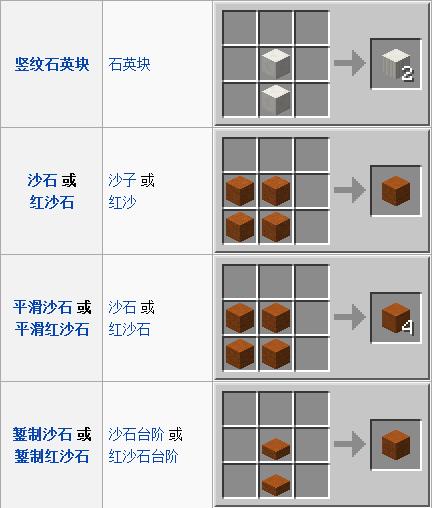 竖纹石英块
石英块
2
沙石 或
红沙石
沙子 或
红沙
平滑沙石 或
平滑红沙石
沙石 或
红沙石
4
錾制沙石 或
錾制红沙石
沙石台阶 或
红沙石台阶